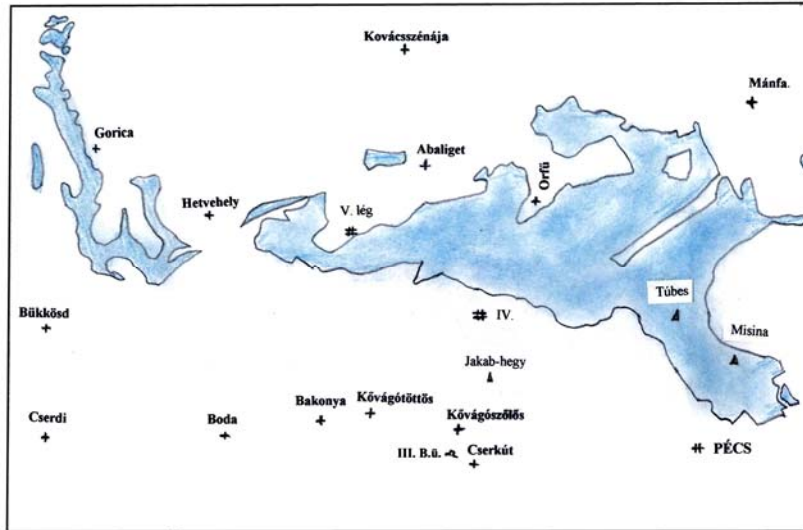 Kovácsszénája
Mánfa.
Gorica
Abaliget
Orfű
Hetvehely
V. lég
Túbes
Bükkösd
IV.
Misina
Jakab-hegy
Bakonya
Kővágótöttös
Kővágószőlős
Cserdi
Boda
III. B.ü.
Cserkút
PÉCS